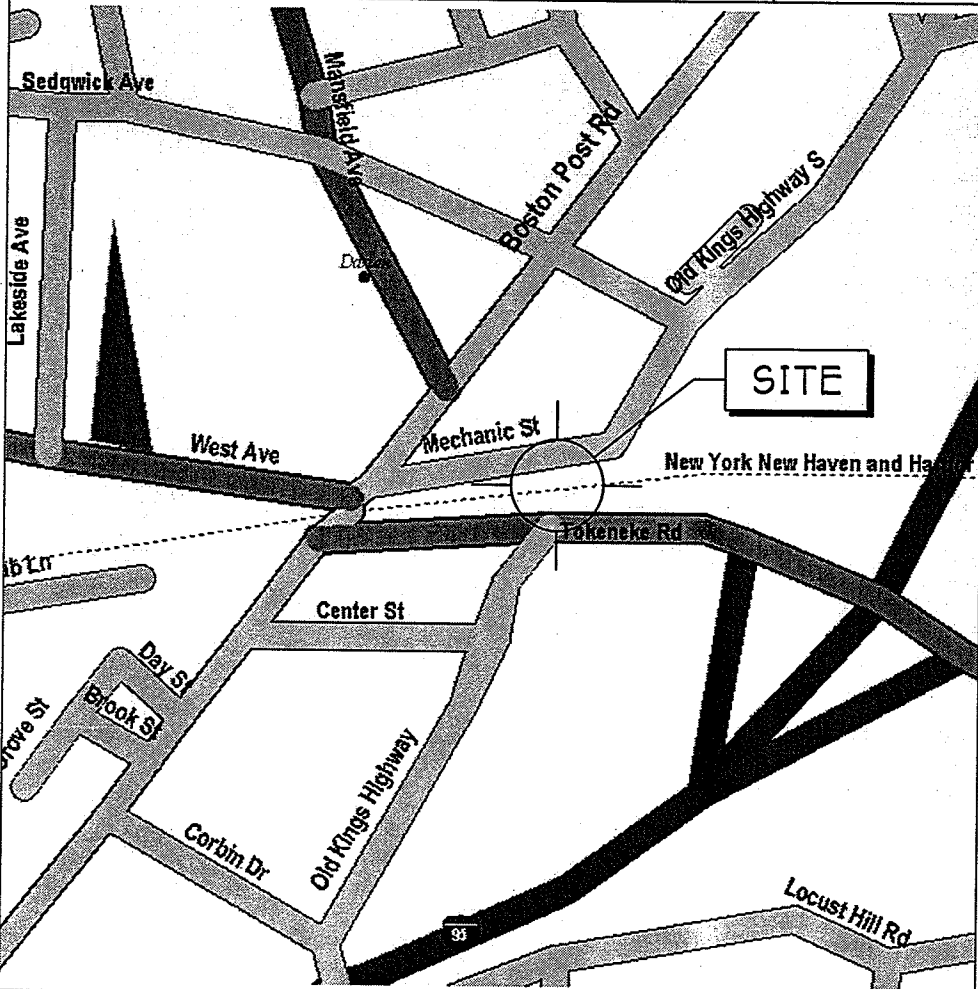 Sedgwick Ave
Mansfield Ave
Boston Post Rd
Old Kings Highway S
Lakeside Ave
SITE
Mechanic St
West Ave
New York New Haven and
Tokeneke Rd
Ln
Center St
Day St
Brook St
Old Kings Highway
Corbin Dr
Locust Hill Rd
95